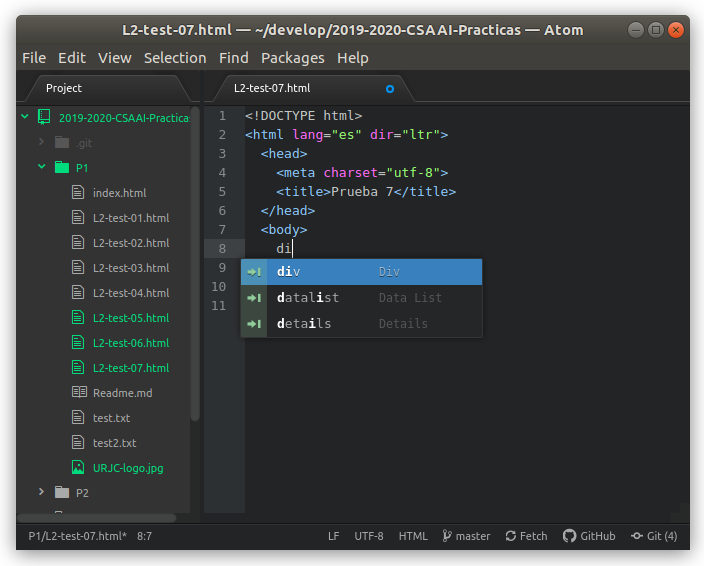 L2-test-07.html — ~/develop/2019-2020-CSAAI-Practicas — Atom
File Edit View Selection Find Packages Help
Project
L2-test-07.html
2019-2020-CSAAI-Practicas
.git
P1
index.html
L2-test-01.html
L2-test-02.html
L2-test-03.html
L2-test-04.html
L2-test-05.html
L2-test-06.html
L2-test-07.html
Readme.md
test.txt
test2.txt
URJC-logo.jpg
P2
1 <!DOCTYPE html>
2 <html lang="es" dir="ltr">
3 <head>
4 <meta charset="utf-8">
5 <title>Prueba 7</title>
6 </head>
7 <body>
8 di
9
10
11
div Div
datalist Data List
details Details
P1/L2-test-07.html* 8:7 LF UTF-8 HTML master Fetch GitHub Git (4)